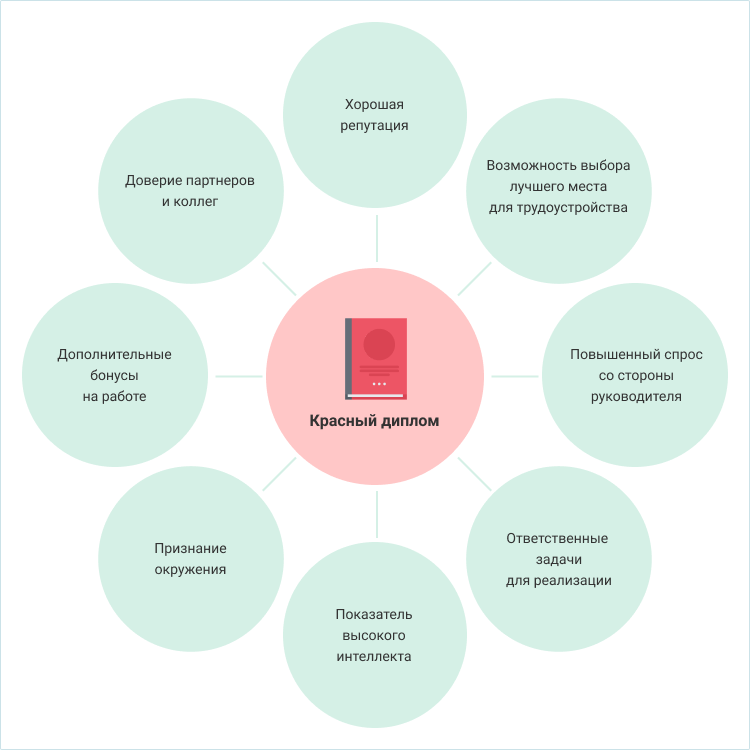 Хорошая
репутация
Возможность выбора
лучшего места
для трудоустройства
Повышенный спрос
со стороны
руководителя
Ответственные
задачи
для реализации
Показатель
высокого
интеллекта
Признание
окружения
Дополнительные
бонусы
на работе
Доверие партнеров
и коллег
Красный диплом